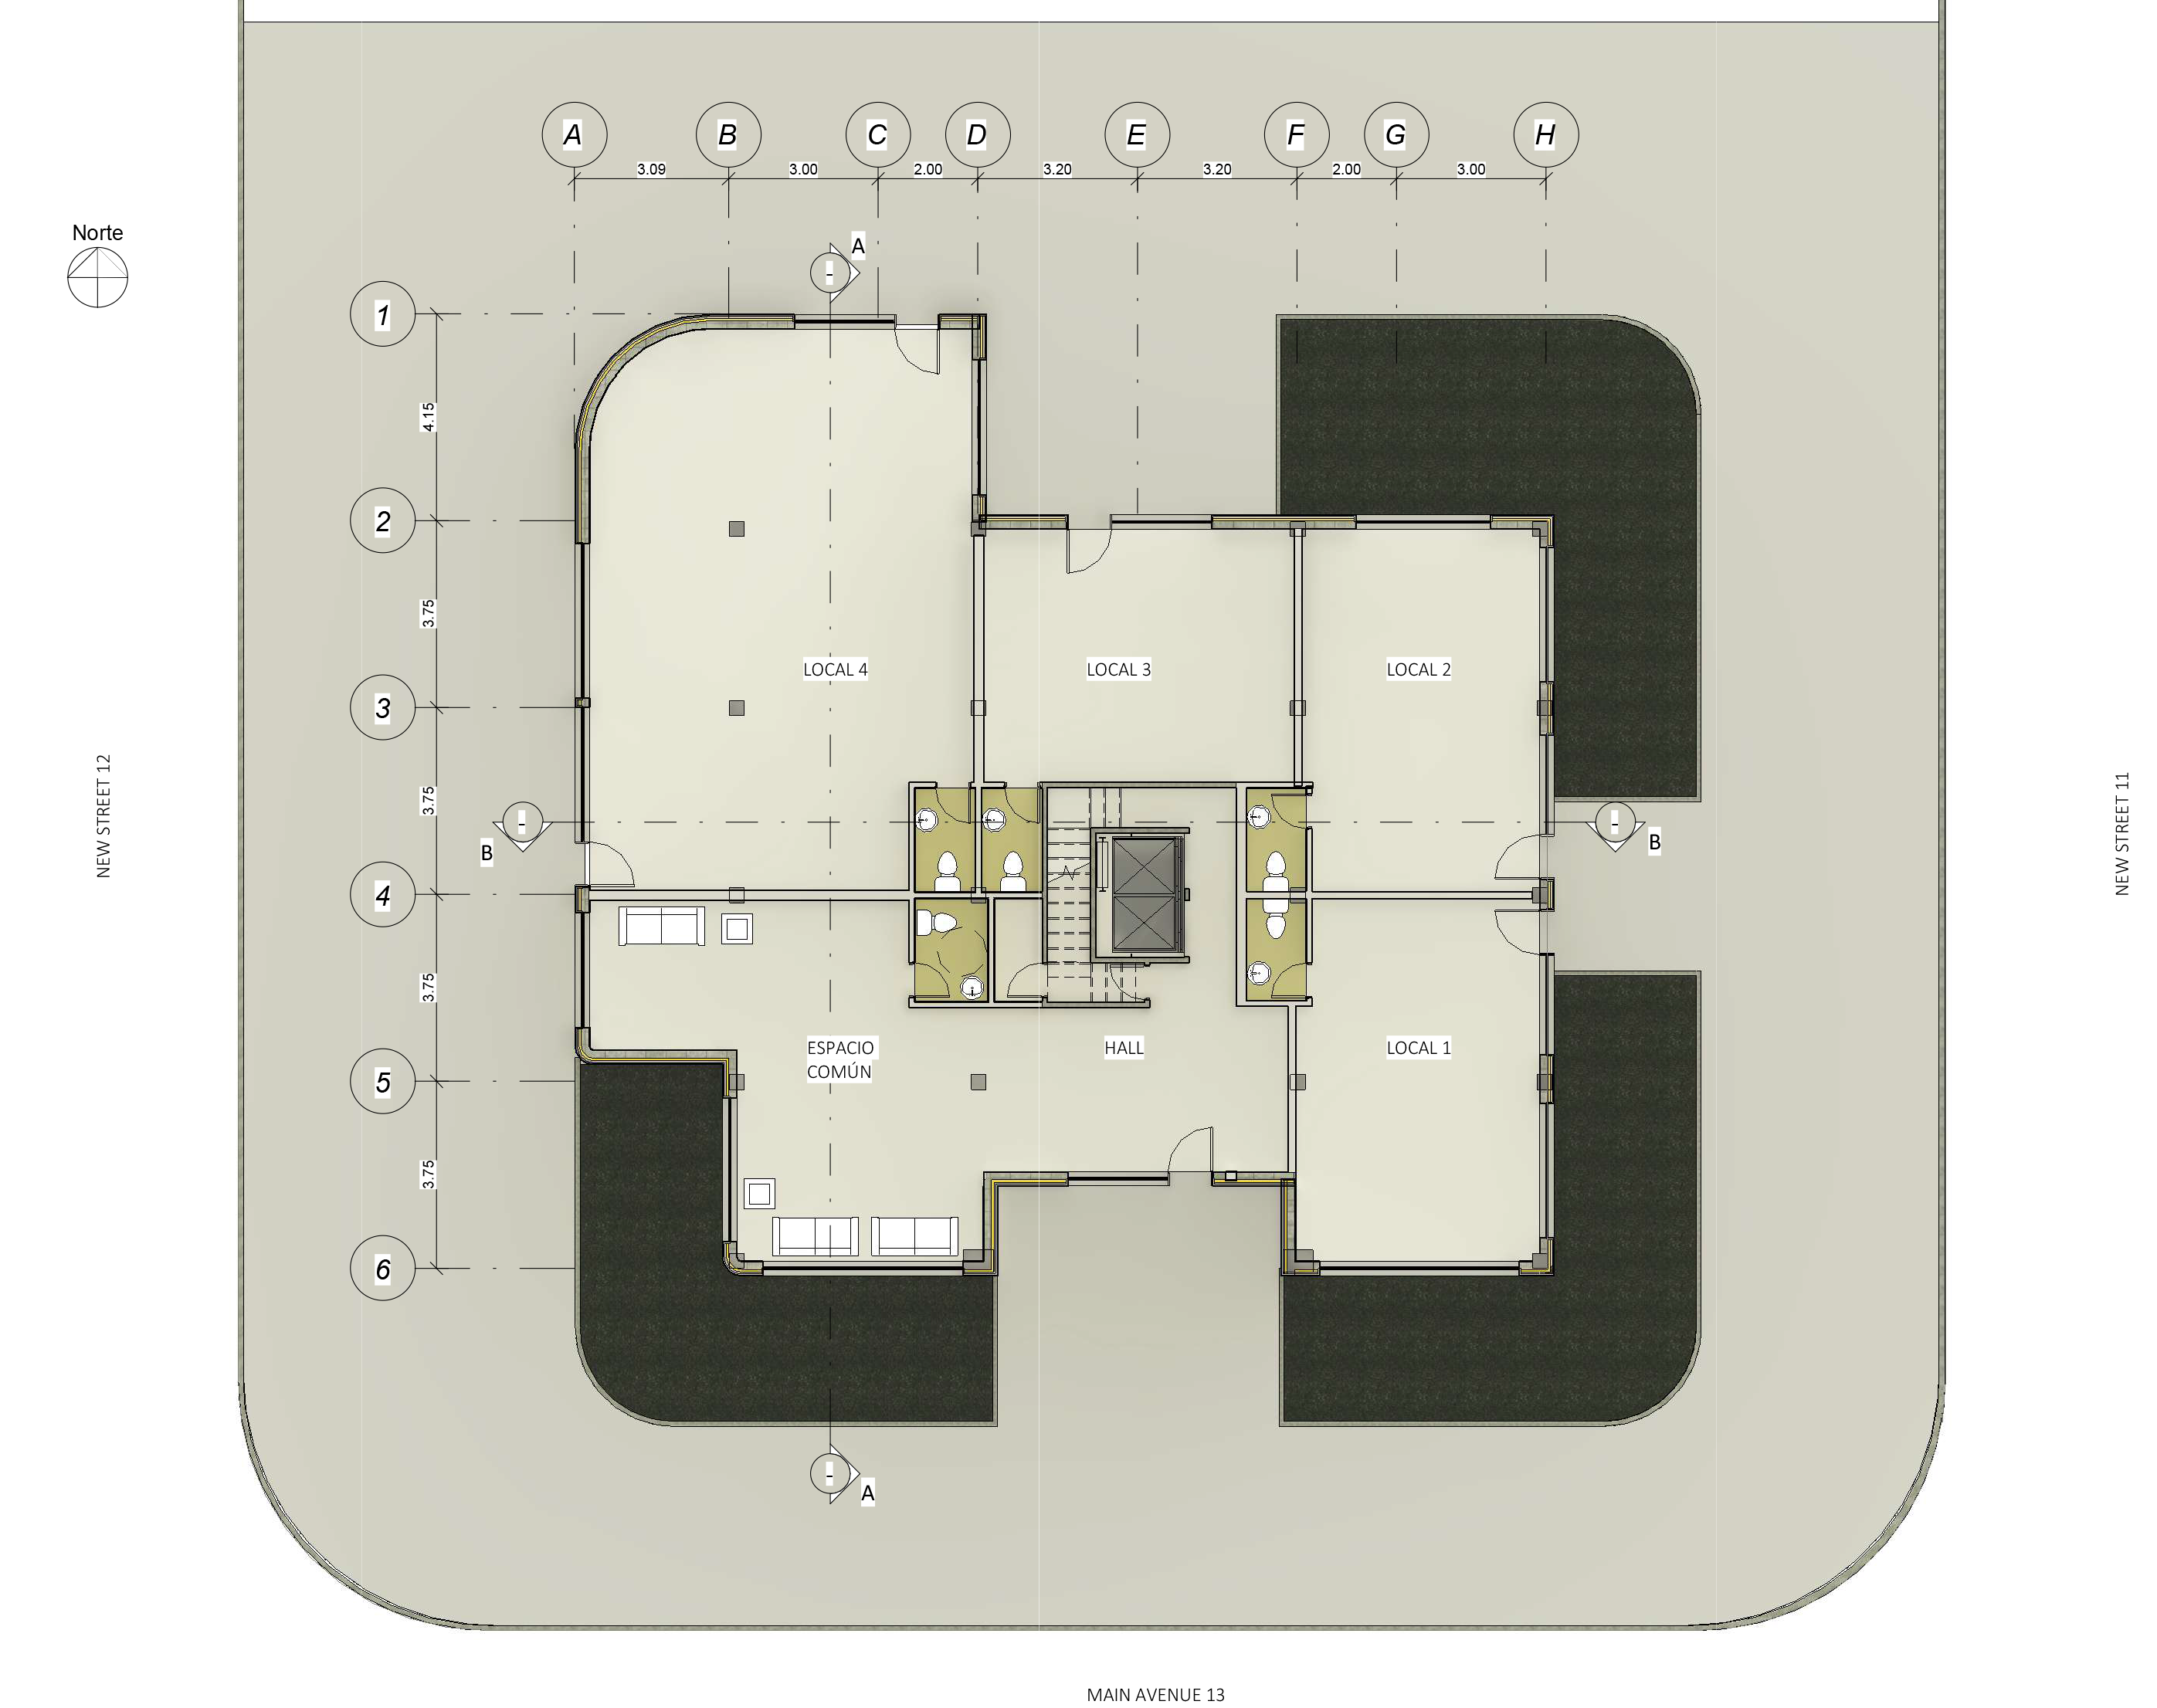 A B C D E F G H
3.09 3.00 2.00 3.20 3.20 2.00 3.00
Norte
A
-
1
4.15
2
3.75
LOCAL 4 LOCAL 3 LOCAL 2
3
NEW STREET 12
NEW STREET 11
3.75
- -
B B
4
3.75
ESPACIO HALL LOCAL 1
COMÚN
5
3.75
6
-
A
MAIN AVENUE 13